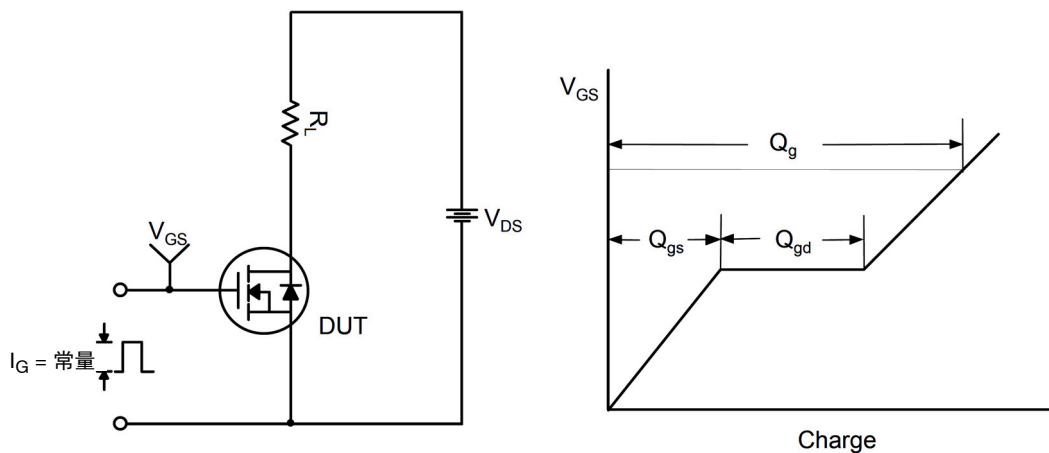 R_L
V_DS
V_GS
DUT
I_G = 常量
V_GS
Q_g
Q_gs
Q_gd
Charge